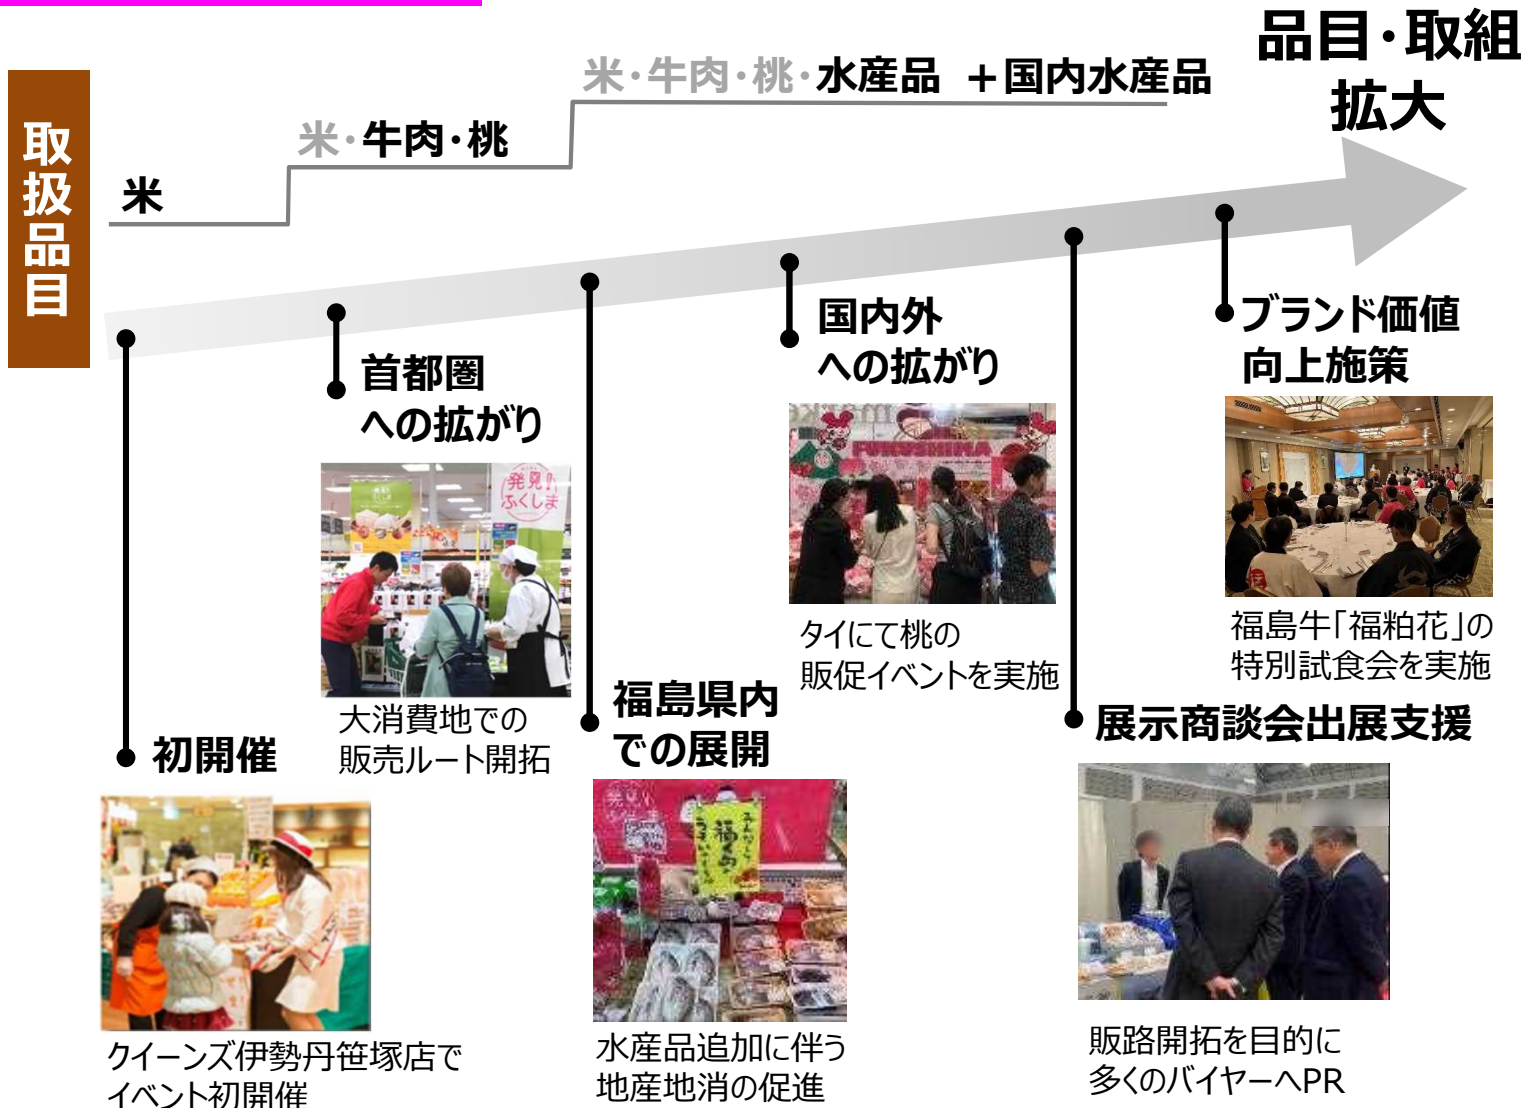 品目・取組
拡大
取扱品目
米
米・牛肉・桃
米・牛肉・桃・水産品 +国内水産品
初開催
クイーンズ伊勢丹笹塚店で
イベント初開催
首都圏
への拡がり
発見!
ふくしま
大消費地での
販売ルート開拓
福島県内
での展開
水産品追加に伴う
地産地消の促進
国内外
への拡がり
FUKUSHIMA
タイにて桃の
販促イベントを実施
展示商談会出展支援
販路開拓を目的に
多くのバイヤーへPR
ブランド価値
向上施策
福島牛「福粕花」の
特別試食会を実施